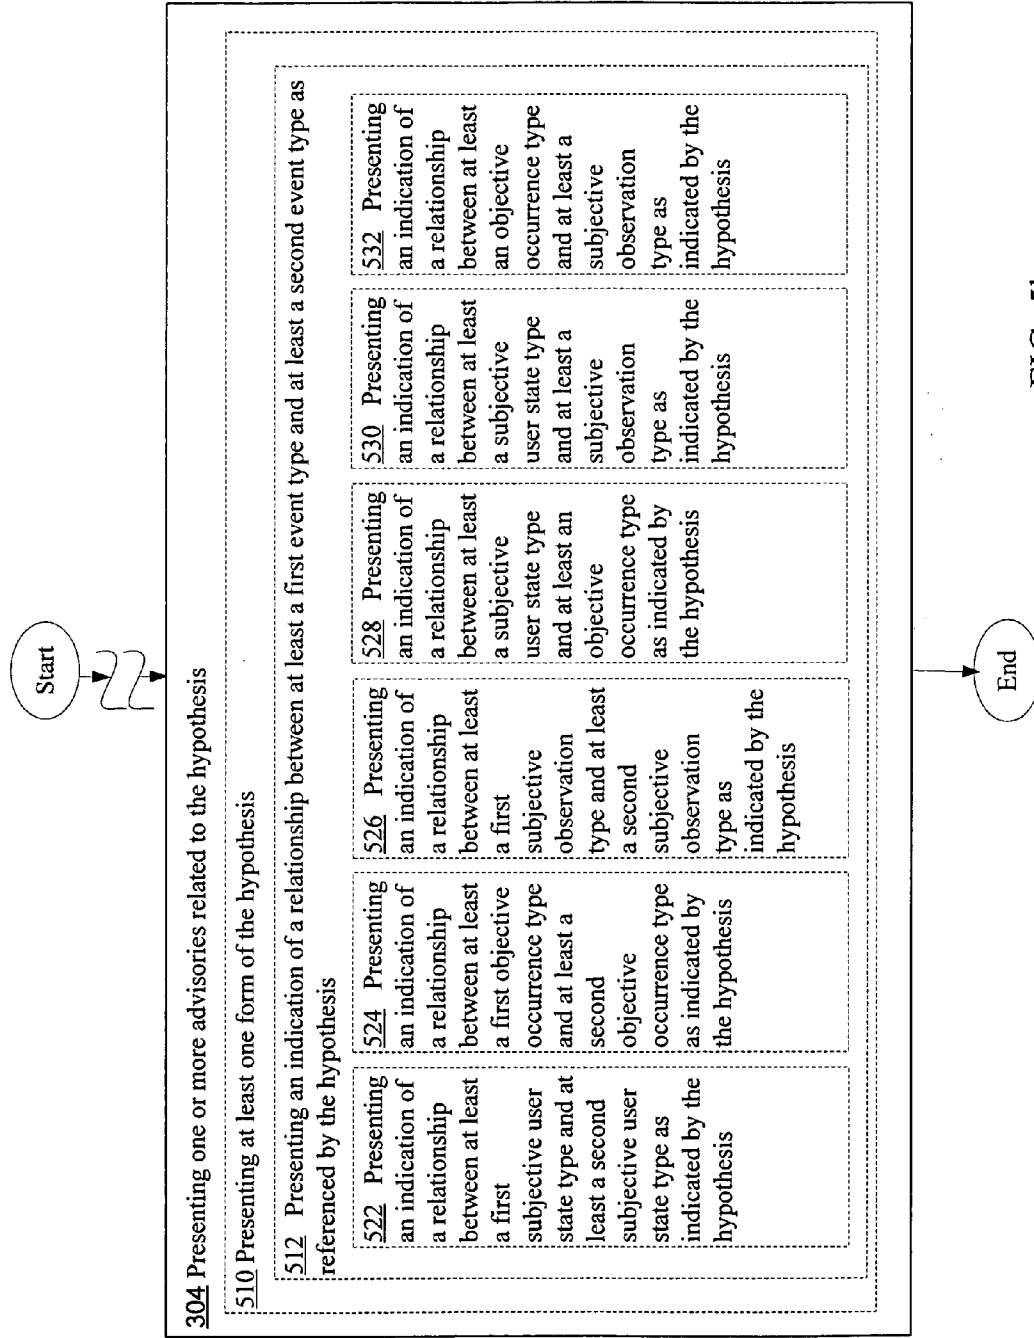 Start
304 Presenting one or more advisories related to the hypothesis
510 Presenting at least one form of the hypothesis
512 Presenting an indication of a relationship between at least a first event type and at least a second event type as
referenced by the hypothesis
522 Presenting
an indication of
a relationship
between at least
a first
subjective user
state type and at
least a second
subjective user
state type as
indicated by the
hypothesis
524 Presenting
an indication of
a relationship
between at least
a first objective
occurrence type
and at least a
second
objective
occurrence type
as indicated by
the hypothesis
526 Presenting
an indication of
a relationship
between at least
a first
subjective
observation
type and at least
a second
subjective
observation
type as
indicated by the
hypothesis
528 Presenting
an indication of
a relationship
between at least
a subjective
user state type
and at least an
objective
occurrence type
as indicated by
the hypothesis
530 Presenting
an indication of
a relationship
between at least
a subjective
user state type
and at least a
subjective
observation
type as
indicated by the
hypothesis
532 Presenting
an indication of
a relationship
between at least
an objective
occurrence type
and at least a
subjective
observation
type as
indicated by the
hypothesis
End